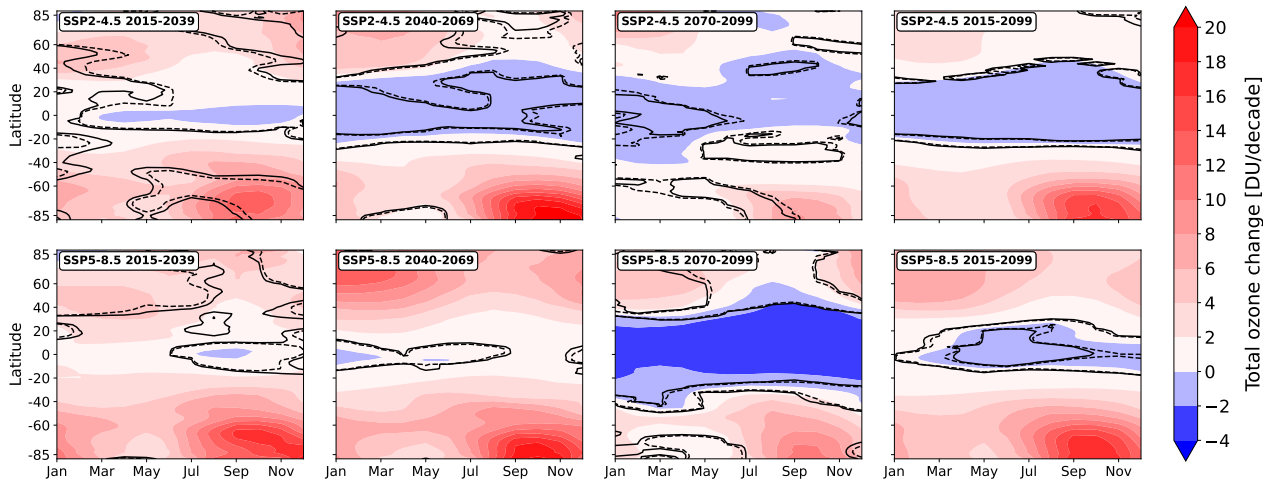 SSP2-4.5 2015-2039
SSP2-4.5 2040-2069
SSP2-4.5 2070-2099
SSP2-4.5 2015-2099
85
60
40
20
0
-20
-40
-60
-85
Latitude
SSP5-8.5 2015-2039
SSP5-8.5 2040-2069
SSP5-8.5 2070-2099
SSP5-8.5 2015-2099
85
60
40
20
0
-20
-40
-60
-85
Latitude
Jan Mar May Jul Sep Nov
Jan Mar May Jul Sep Nov
Jan Mar May Jul Sep Nov
Jan Mar May Jul Sep Nov
20
18
16
14
12
10
8
6
4
2
0
−2
−4
Total ozone change [DU/decade]